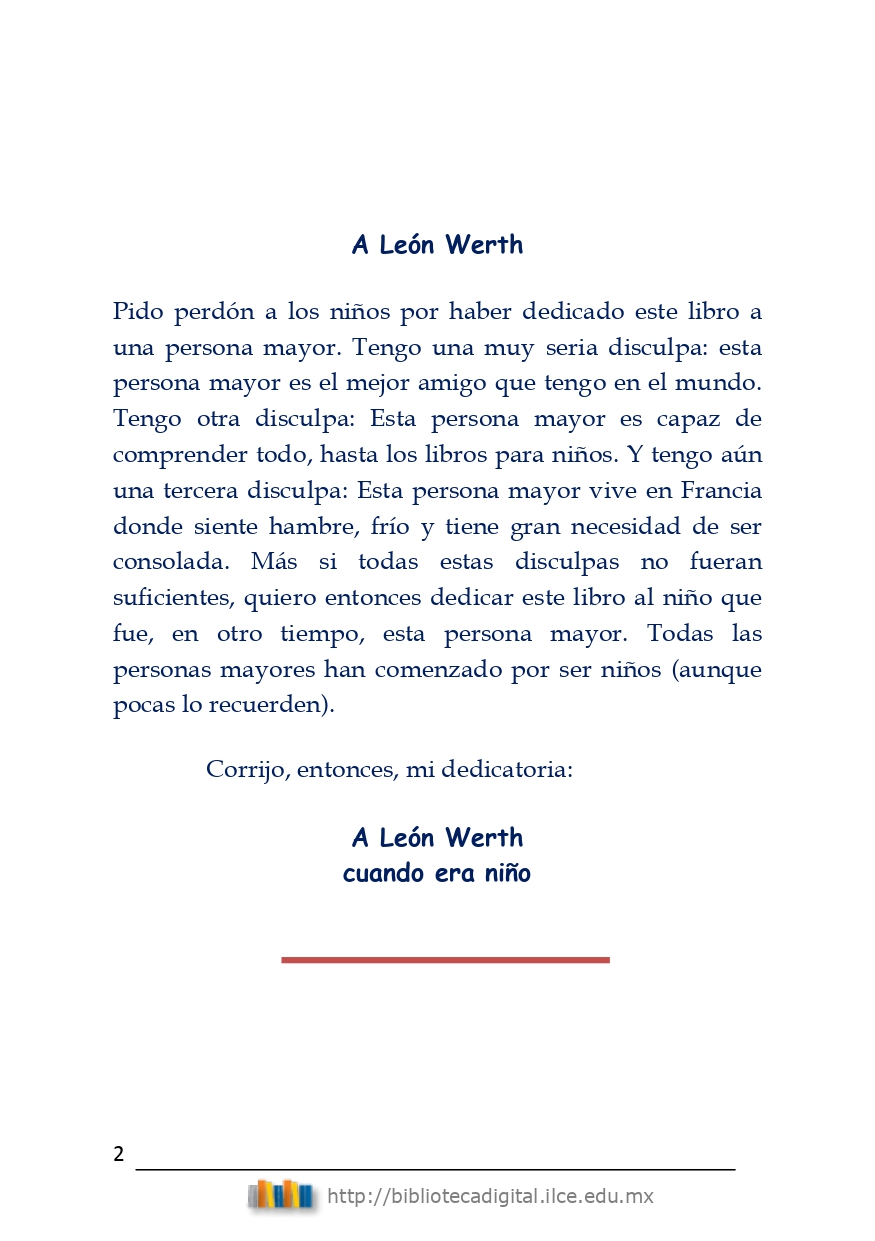 A León Werth
Pido perdón a los niños por haber dedicado este libro a
una persona mayor. Tengo una muy seria disculpa: esta
persona mayor es el mejor amigo que tengo en el mundo.
Tengo otra disculpa: Esta persona mayor es capaz de
comprender todo, hasta los libros para niños. Y tengo aún
una tercera disculpa: Esta persona mayor vive en Francia
donde siente hambre, frío y tiene gran necesidad de ser
consolada. Más si todas estas disculpas no fueran
suficientes, quiero entonces dedicar este libro al niño que
fue, en otro tiempo, esta persona mayor. Todas las
personas mayores han comenzado por ser niños (aunque
pocas lo recuerden).
Corrijo, entonces, mi dedicatoria:
A León Werth
cuando era niño
2
http://bibliotecadigital.ilce.edu.mx